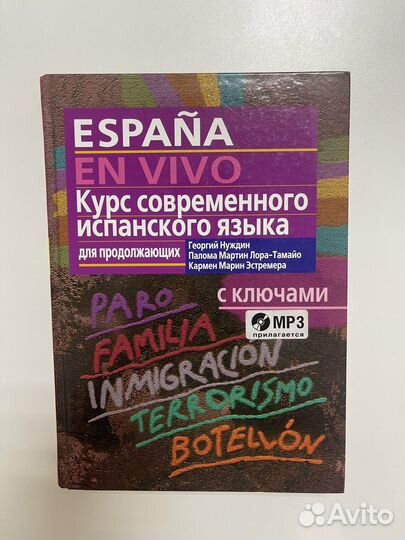 ESPAÑA
EN VIVO
Курс современного
испанского языка
для продолжающих
Георгий Нуждин
Палома Мартин Лора-Тамайо
Кармен Марин Эстремера
с ключами
MP3
прилагается
PARO
FAMILIA
INMIGRACIÓN
TERRORISMO
BOTELLÓN
Avito